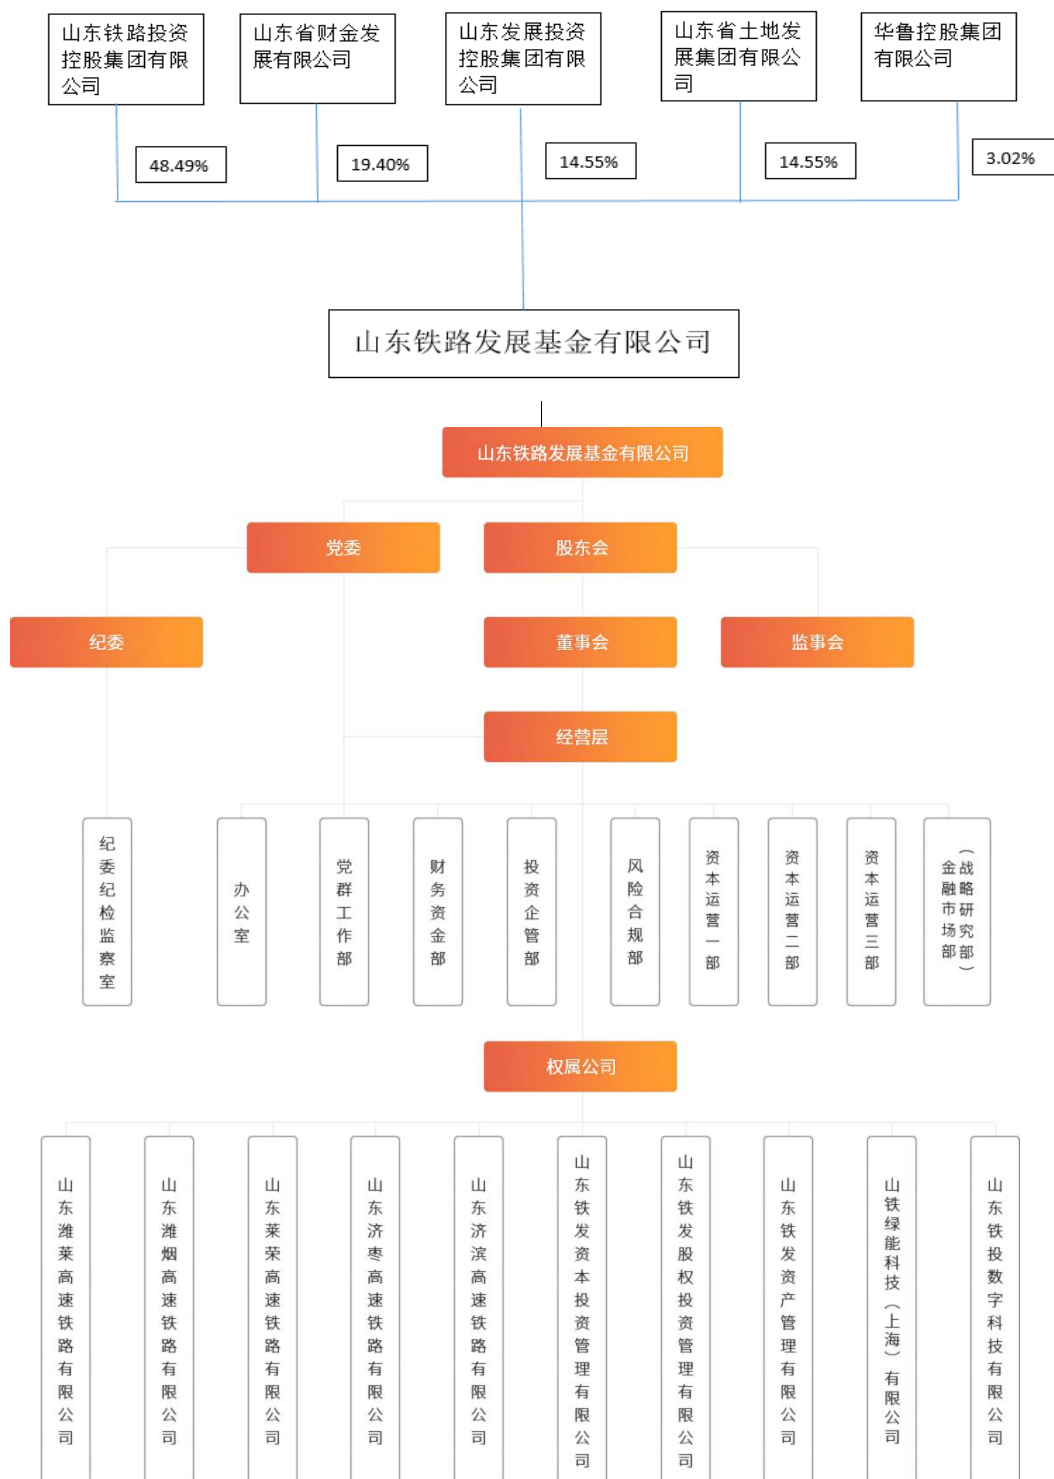 山东铁路投资
控股集团有限
公司
山东省财金发
展有限公司
山东发展投资
控股集团有限
公司
山东省土地发
展集团有限公
司
华鲁控股集团
有限公司
48.49%
19.40%
14.55%
14.55%
3.02%
山东铁路发展基金有限公司
山东铁路发展基金有限公司
党委
股东会
纪委
董事会
监事会
经营层
纪委纪检监察室
办公室
党群工作部
财务资金部
投资企管部
风险合规部
资本运营一部
资本运营二部
资本运营三部
金融市场部
（战略研究部）
权属公司
山东潍莱高速铁路有限公司
山东潍烟高速铁路有限公司
山东莱荣高速铁路有限公司
山东济枣高速铁路有限公司
山东济滨高速铁路有限公司
山东铁发资本投资管理有限公司
山东铁发股权投资管理有限公司
山东铁发资产管理有限公司
山铁绿能科技（上海）有限公司
山东铁投数字科技有限公司